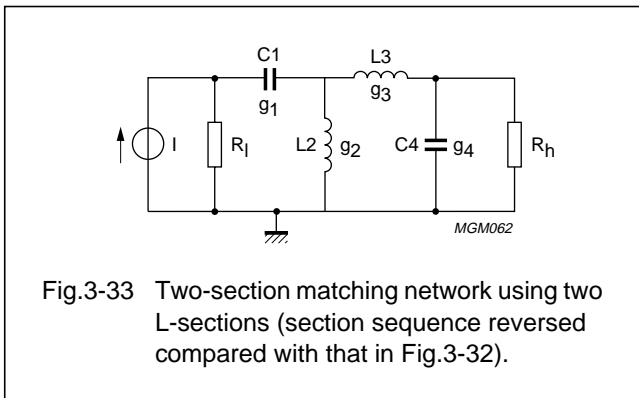 C1
g1
L3
g3
I
Rl
L2
g2
C4
g4
Rh
MGM062
Fig.3-33 Two-section matching network using two
L-sections (section sequence reversed
compared with that in Fig.3-32).